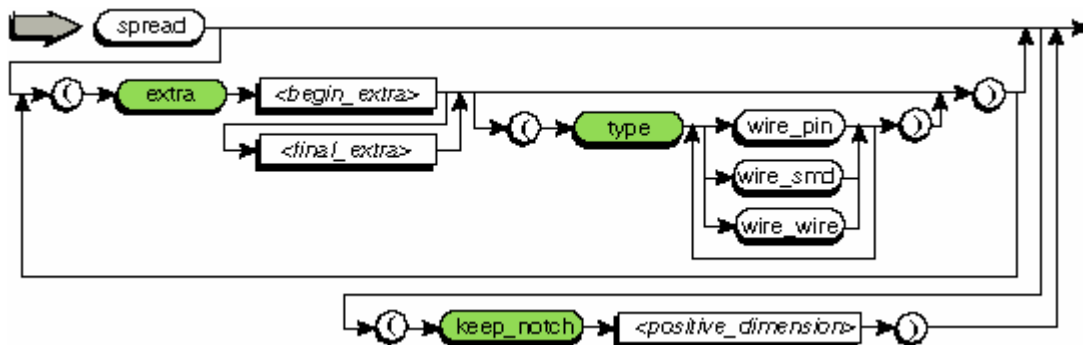 spread
( extra <begin_extra> )
( type wire_pin )
<final_extra>
wire_smd
wire_wire
( keep_notch <positive_dimension> )